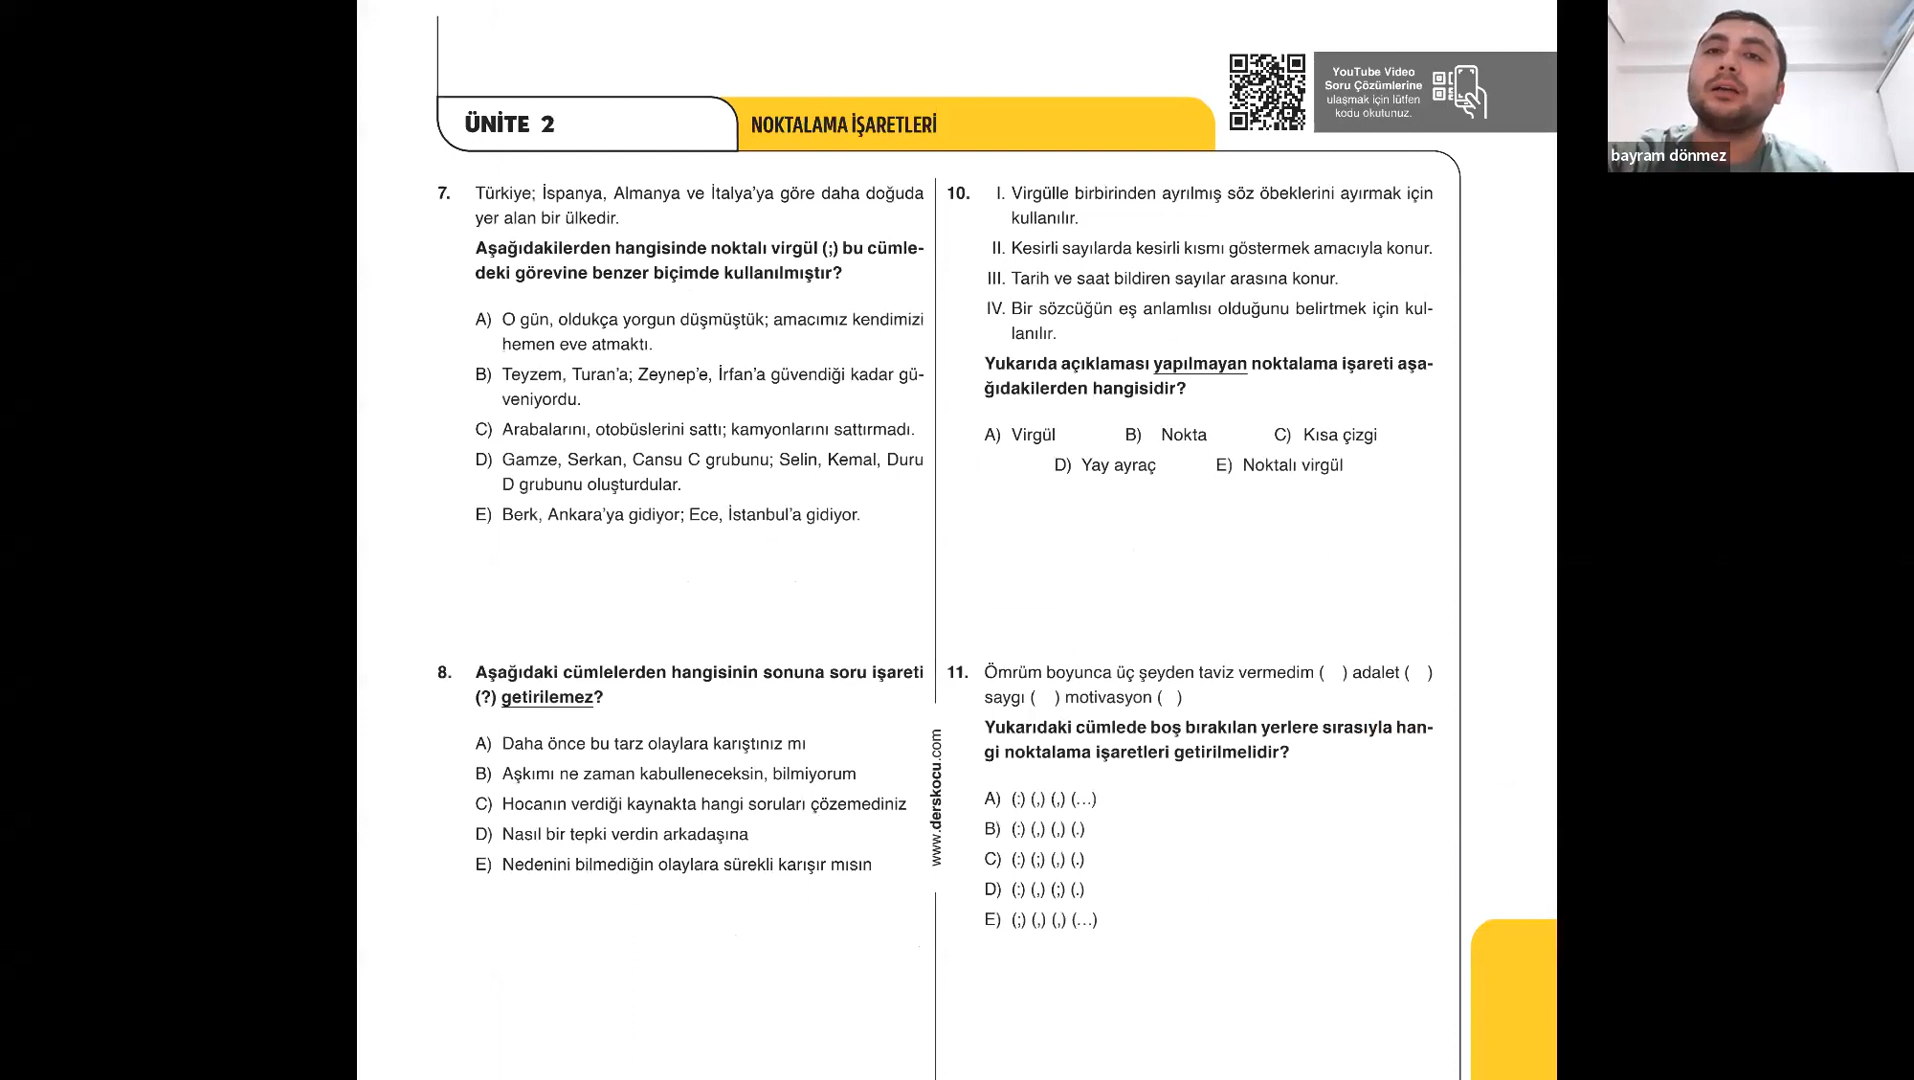 YouTube Video
Soru Çözümlerine
ulaşmak için lütfen
kodu okutunuz.
bayram dönmez
ÜNİTE 2
NOKTALAMA İŞARETLERİ
7. Türkiye; İspanya, Almanya ve İtalya'ya göre daha doğuda
yer alan bir ülkedir.
Aşağıdakilerden hangisinde noktalı virgül (;) bu cümle-
deki görevine benzer biçimde kullanılmıştır?
A) O gün, oldukça yorgun düşmüştük; amacımız kendimizi
hemen eve atmaktı.
B) Teyzem, Turan'a; Zeynep'e, İrfan'a güvendiği kadar gü-
veniyordu.
C) Arabalarını, otobüslerini sattı; kamyonlarını sattırmadı.
D) Gamze, Serkan, Cansu C grubunu; Selin, Kemal, Duru
D grubunu oluşturdular.
E) Berk, Ankara'ya gidiyor; Ece, İstanbul'a gidiyor.
8. Aşağıdaki cümlelerden hangisinin sonuna soru işareti
(?) getirilemez?
A) Daha önce bu tarz olaylara karıştınız mı
B) Aşkımı ne zaman kabulleneceksin, bilmiyorum
C) Hocanın verdiği kaynakta hangi soruları çözemediniz
D) Nasıl bir tepki verdin arkadaşına
E) Nedenini bilmediğin olaylara sürekli karışır mısın
www.derskocu.com
10. I. Virgülle birbirinden ayrılmış söz öbeklerini ayırmak için
kullanılır.
II. Kesirli sayılarda kesirli kısmı göstermek amacıyla konur.
III. Tarih ve saat bildiren sayılar arasına konur.
IV. Bir sözcüğün eş anlamlısı olduğunu belirtmek için kul-
lanılır.
Yukarıda açıklaması yapılmayan noktalama işareti aşa-
ğıdakilerden hangisidir?
A) Virgül B) Nokta C) Kısa çizgi
D) Yay ayraç E) Noktalı virgül
11. Ömrüm boyunca üç şeyden taviz vermedim ( ) adalet ( )
saygı ( ) motivasyon ( )
Yukarıdaki cümlede boş bırakılan yerlere sırasıyla han-
gi noktalama işaretleri getirilmelidir?
A) (:) (,) (,) (...)
B) (:) (,) (,) (.)
C) (:) (;) (,) (.)
D) (:) (,) (;) (.)
E) (;) (,) (,) (...)